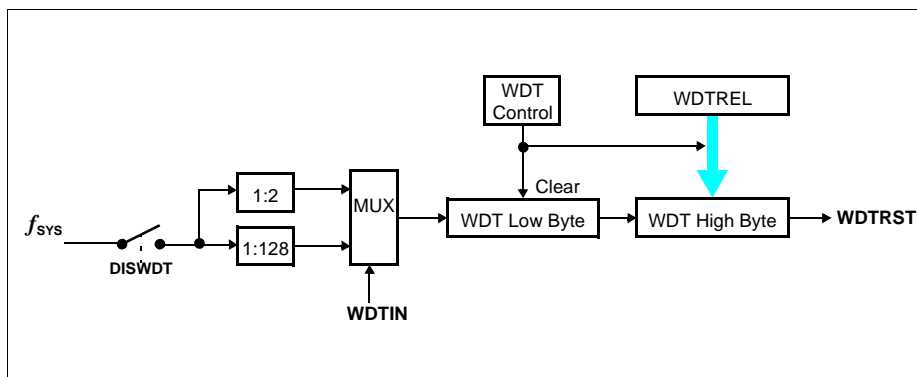 WDT
Control
WDTREL
Clear
1:2
MUX
WDT Low Byte
WDT High Byte
WDTRST
fSYS
1:128
DISWDT
WDTIN